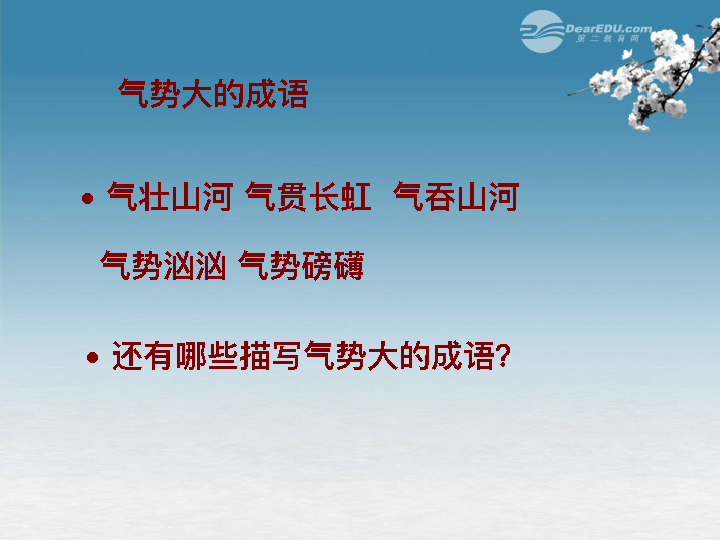 DearEDU.com
第二教育网
气势大的成语
• 气壮山河 气贯长虹 气吞山河
气势汹汹 气势磅礴
• 还有哪些描写气势大的成语?